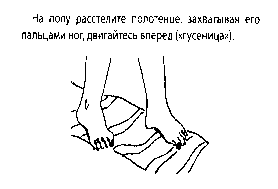 На полу расстелите полотенце, захватывая его
пальцами ног, двигайтесь вперед («гусеница»).